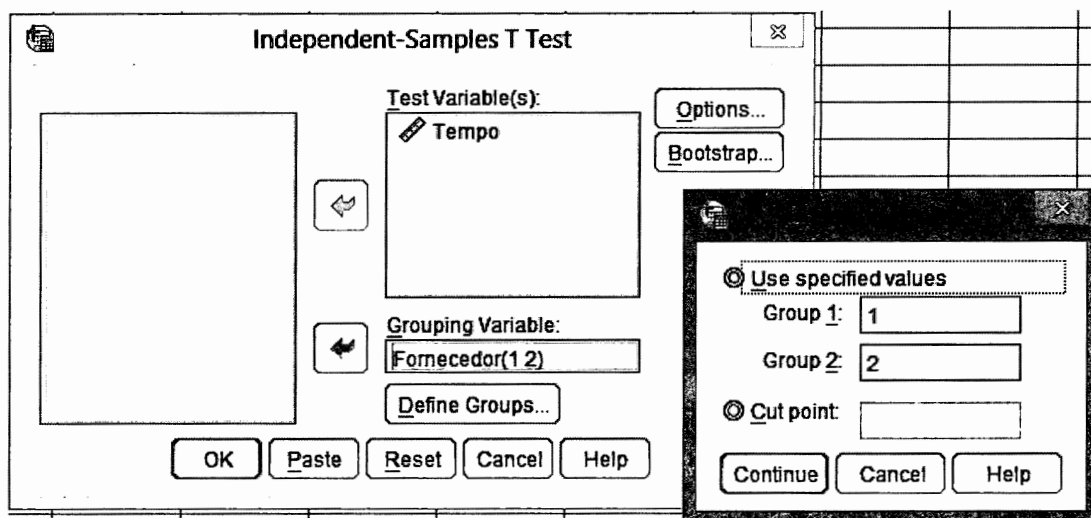 Independent-Samples T Test
Test Variable(s):
Tempo
Options...
Bootstrap...
Grouping Variable:
Fornecedor(1 2)
Define Groups...
OK Paste Reset Cancel Help
Use specified values
Group 1: 1
Group 2: 2
Cut point:
Continue Cancel Help